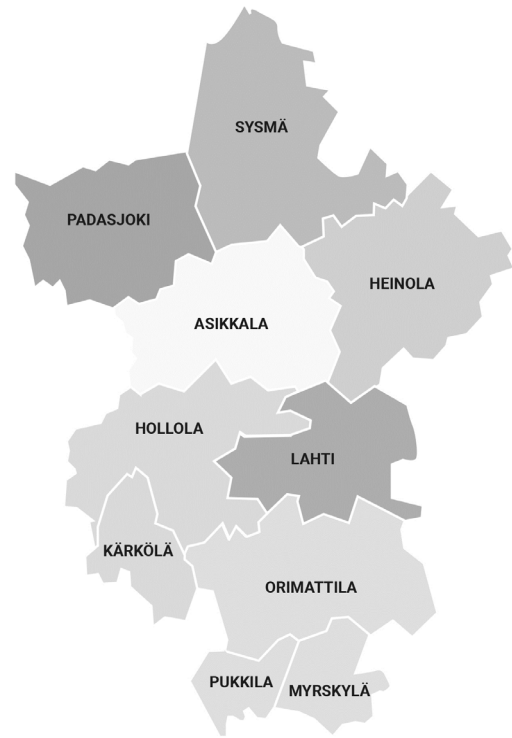 SYSMÄ
PADASJOKI
HEINOLA
ASIKKALA
HOLLOLA
LAHTI
KÄRKÖLÄ
ORIMATTILA
PUKKILA
MYRSKYLÄ